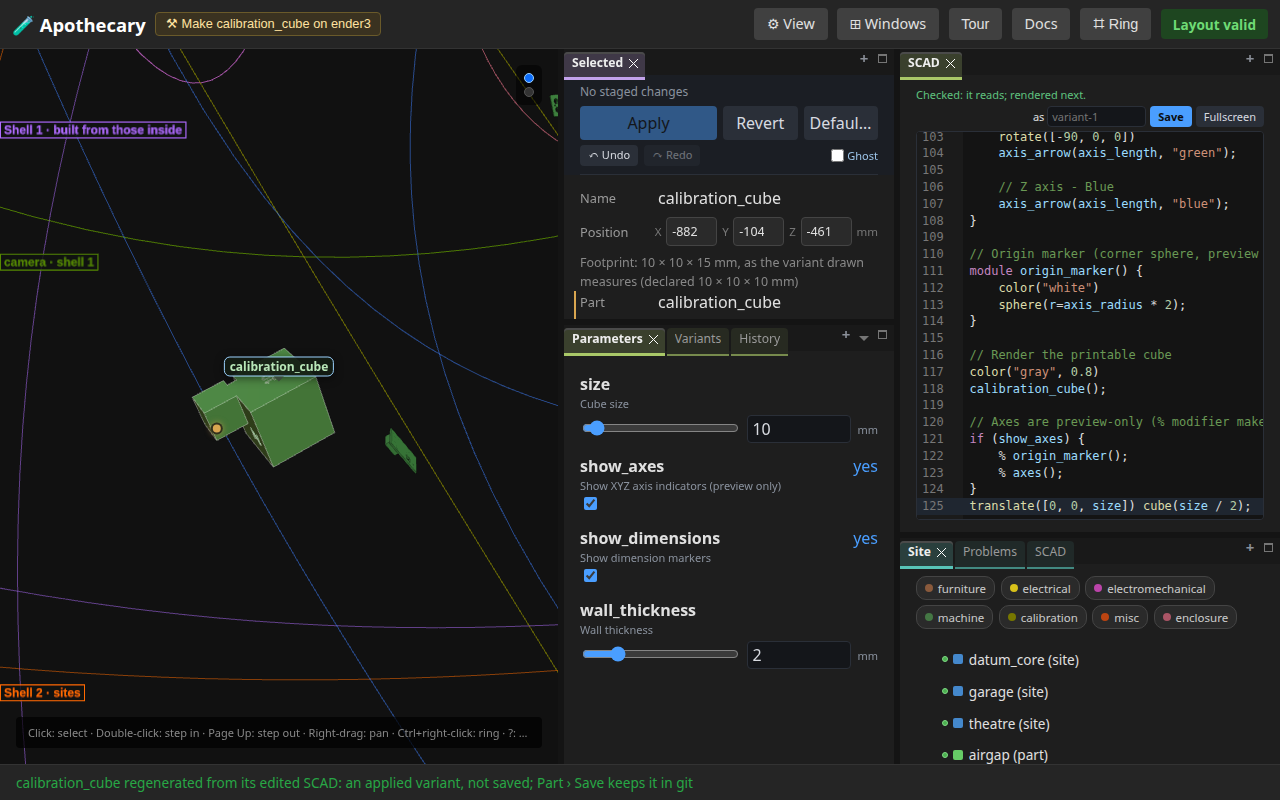 🧪 Apothecary
⚒ Make calibration_cube on ender3
⚙ View
⊞ Windows
Tour
Docs
⌗ Ring
Layout valid
Shell 1 · built from those inside
camera · shell 1
calibration_cube
Shell 2 · sites
Click: select · Double-click: step in · Page Up: step out · Right-drag: pan · Ctrl+right-click: ring · ?: ...
Selected
No staged changes
Apply
Revert
Defaul...
↶ Undo
↷ Redo
Ghost
Name calibration_cube
Position X -882 Y -104 Z -461 mm
Footprint: 10 × 10 × 15 mm, as the variant drawn
measures (declared 10 × 10 × 10 mm)
Part calibration_cube
Parameters
Variants
History
size
Cube size
10 mm
show_axes yes
Show XYZ axis indicators (preview only)
show_dimensions yes
Show dimension markers
wall_thickness
Wall thickness
2 mm
SCAD
Checked: it reads; rendered next.
as variant-1 Save Fullscreen
103 rotate([-90, 0, 0])
104 axis_arrow(axis_length, "green");
105
106 // Z axis - Blue
107 axis_arrow(axis_length, "blue");
108 }
109
110 // Origin marker (corner sphere, preview
111 module origin_marker() {
112 color("white")
113 sphere(r=axis_radius * 2);
114 }
115
116 // Render the printable cube
117 color("gray", 0.8)
118 calibration_cube();
119
120 // Axes are preview-only (% modifier make
121 if (show_axes) {
122 % origin_marker();
123 % axes();
124 }
125 translate([0, 0, size]) cube(size / 2);
Site
Problems
SCAD
furniture
electrical
electromechanical
machine
calibration
misc
enclosure
datum_core (site)
garage (site)
theatre (site)
airgap (part)
calibration_cube regenerated from its edited SCAD: an applied variant, not saved; Part › Save keeps it in git